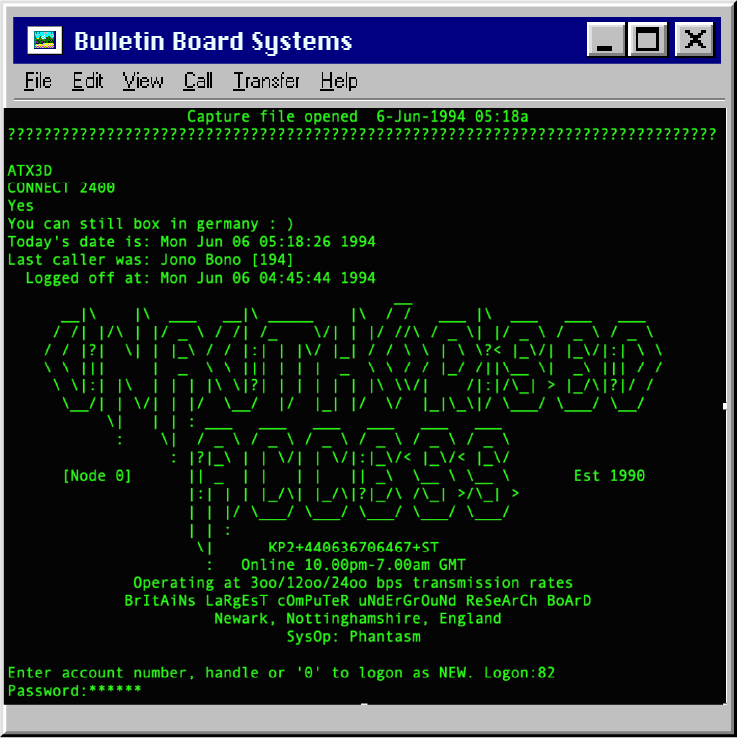 Bulletin Board Systems
File Edit View Call Transfer Help
Capture file opened  6-Jun-1994 05:18a
???????????????????????????????????????????????????????????????????????????????
ATX3D
CONNECT 2400
Yes
You can still box in germany : )
Today's date is: Mon Jun 06 05:18:26 1994
Last caller was: Jono Bono [194]
Logged off at: Mon Jun 06 04:45:44 1994
UNAUTHORISED
ACCESS
[Node 0] Est 1990
KP2+440636706467+ST
Online 10.00pm-7.00am GMT
Operating at 3oo/12oo/24oo bps transmission rates
BrItAiNs LaRgEsT cOmPuTeR uNdErGrOuNd ReSeArCh BoArD
Newark, Nottinghamshire, England
SysOp: Phantasm
Enter account number, handle or '0' to logon as NEW. Logon:82
Password:******